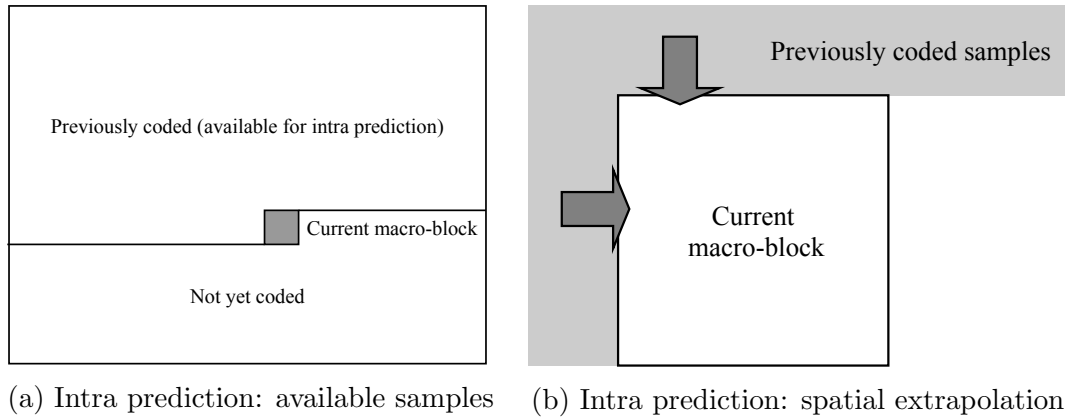 Previously coded (available for intra prediction)
Current macro-block
Not yet coded
(a) Intra prediction: available samples
Previously coded samples
Current
macro-block
(b) Intra prediction: spatial extrapolation